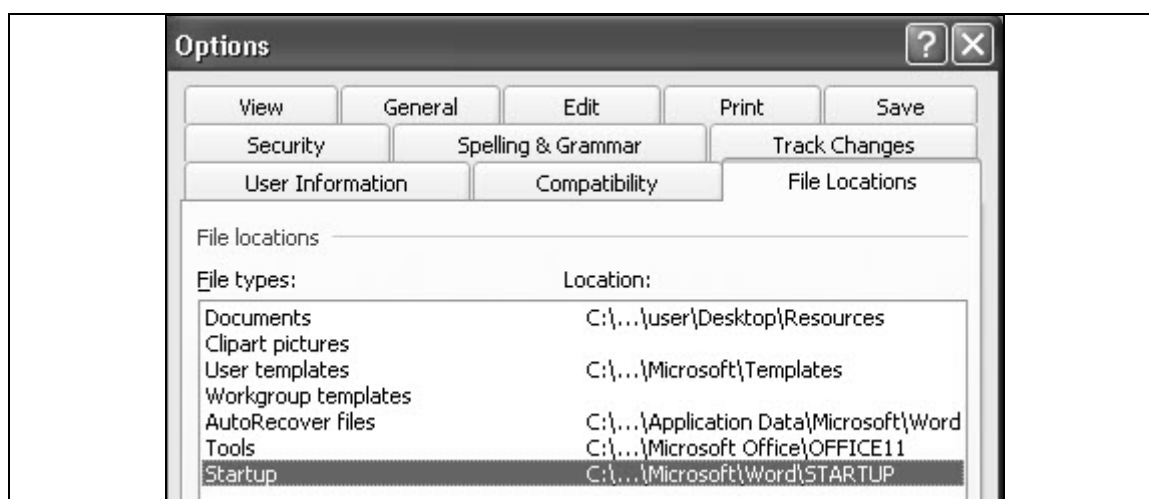 Options
View General Edit Print Save
Security Spelling & Grammar Track Changes
User Information Compatibility File Locations
File locations
File types: Location:
Documents C:\...\user\Desktop\Resources
Clipart pictures
User templates C:\...\Microsoft\Templates
Workgroup templates
AutoRecover files C:\...\Application Data\Microsoft\Word
Tools C:\...\Microsoft Office\OFFICE11
Startup C:\...\Microsoft\Word\STARTUP